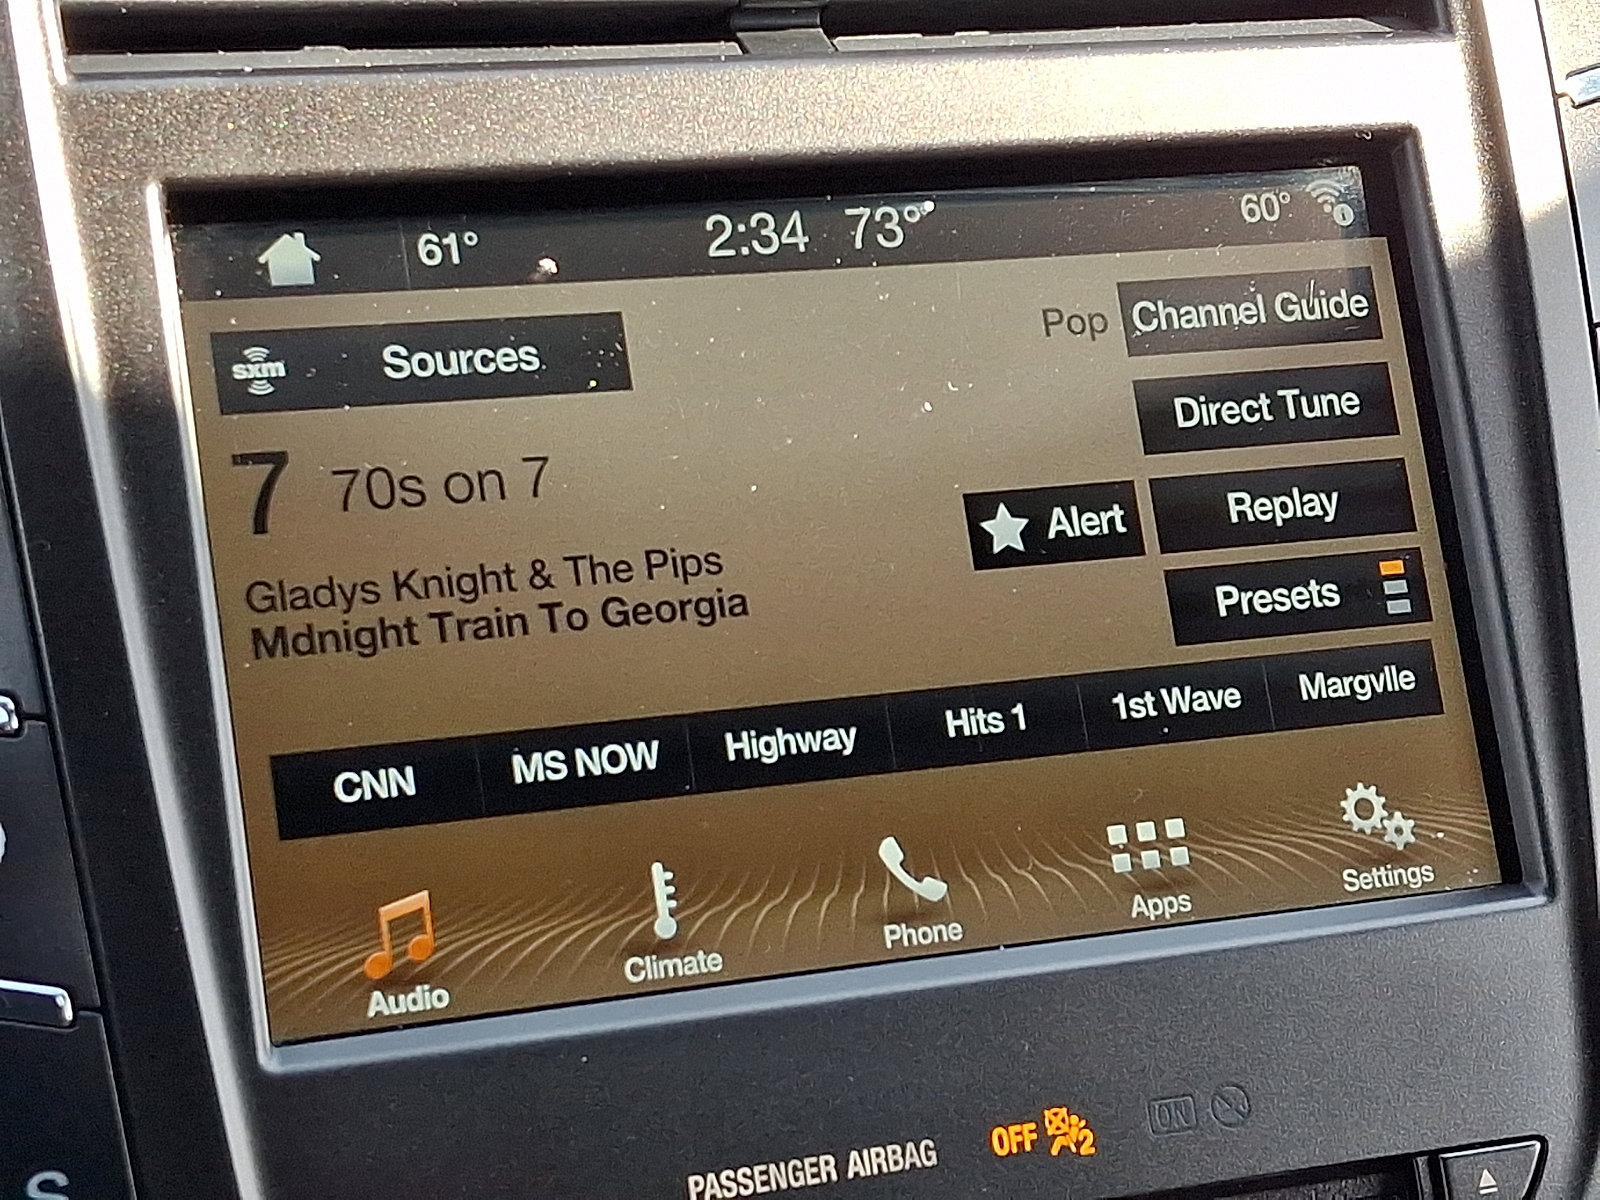 61° 2:34 73° 60°
sxm Sources
Pop Channel Guide
Direct Tune
7 70s on 7
Alert Replay
Gladys Knight & The Pips
Mdnight Train To Georgia
Presets
CNN MS NOW Highway Hits 1 1st Wave Margvlle
Audio Climate Phone Apps Settings
PASSENGER AIRBAG OFF 2 ON
S